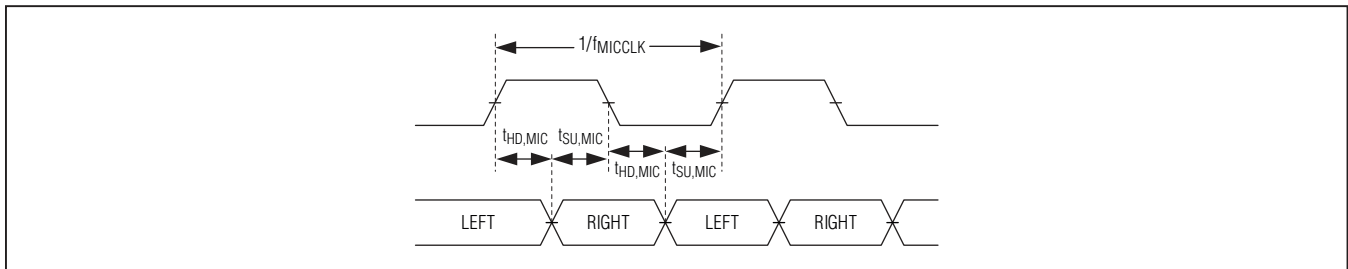 1/fMICCLK
tHD,MIC tSU,MIC
tHD,MIC tSU,MIC
LEFT RIGHT LEFT RIGHT